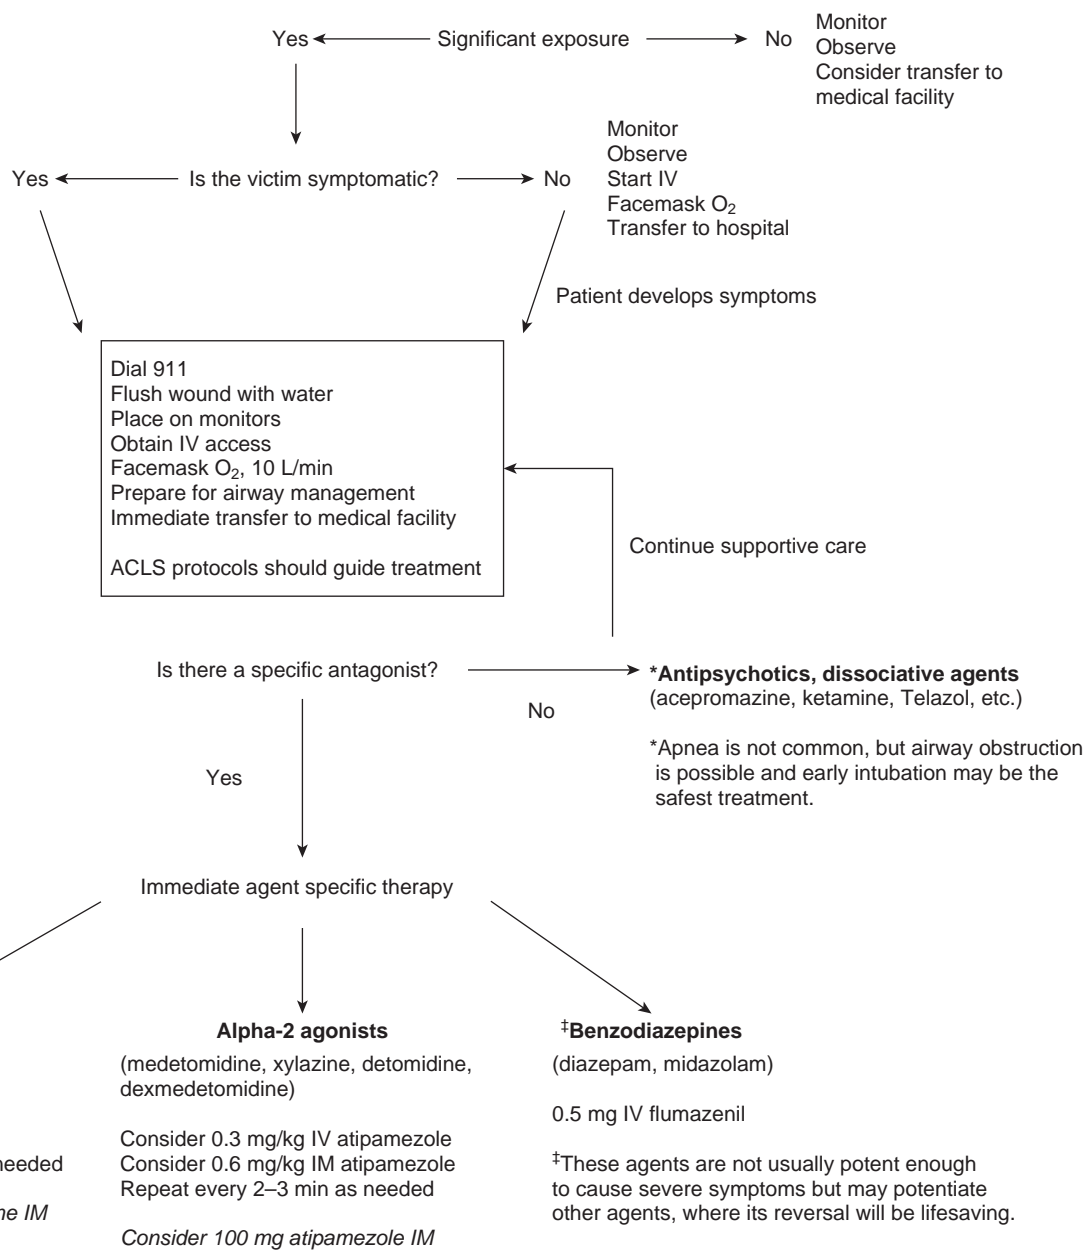 Yes
Significant exposure
No
Monitor
Observe
Consider transfer to
medical facility
Yes
Is the victim symptomatic?
No
Monitor
Observe
Start IV
Facemask O₂
Transfer to hospital
Patient develops symptoms
Dial 911
Flush wound with water
Place on monitors
Obtain IV access
Facemask O₂, 10 L/min
Prepare for airway management
Immediate transfer to medical facility
ACLS protocols should guide treatment
Continue supportive care
Is there a specific antagonist?
No
*Antipsychotics, dissociative agents
(acepromazine, ketamine, Telazol, etc.)
*Apnea is not common, but airway obstruction
is possible and early intubation may be the
safest treatment.
Yes
Immediate agent specific therapy
needed
IM
Alpha-2 agonists
(medetomidine, xylazine, detomidine,
dexmedetomidine)
Consider 0.3 mg/kg IV atipamezole
Consider 0.6 mg/kg IM atipamezole
Repeat every 2–3 min as needed
Consider 100 mg atipamezole IM
‡Benzodiazepines
(diazepam, midazolam)
0.5 mg IV flumazenil
‡These agents are not usually potent enough
to cause severe symptoms but may potentiate
other agents, where its reversal will be lifesaving.